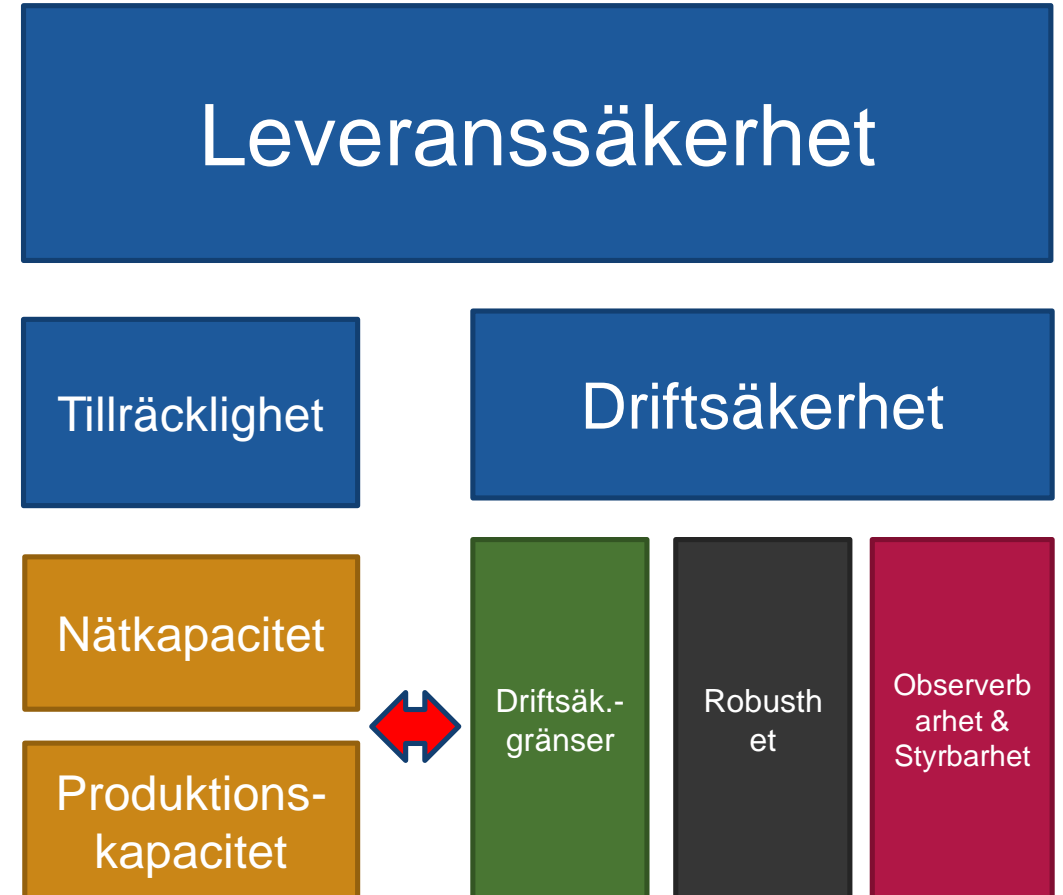 Leveranssäkerhet
Tillräcklighet
Driftsäkerhet
Nätkapacitet
Produktions-
kapacitet
Driftsäk.-
gränser
Robusth
et
Observerb
arhet &
Styrbarhet